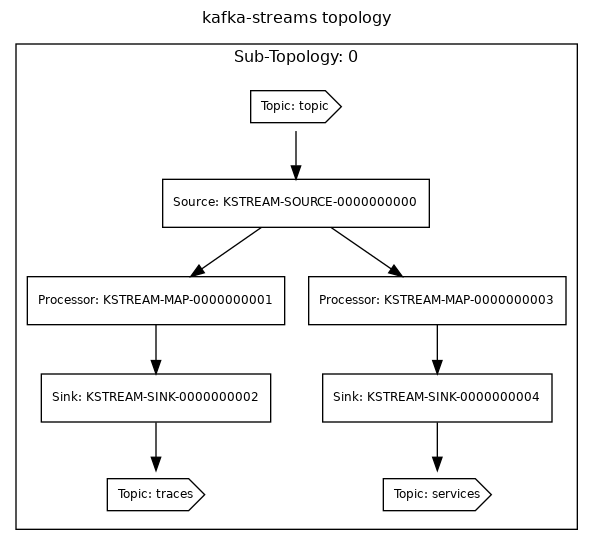 kafka-streams topology
Sub-Topology: 0
Topic: topic
Source: KSTREAM-SOURCE-0000000000
Processor: KSTREAM-MAP-0000000001
Processor: KSTREAM-MAP-0000000003
Sink: KSTREAM-SINK-0000000002
Sink: KSTREAM-SINK-0000000004
Topic: traces
Topic: services